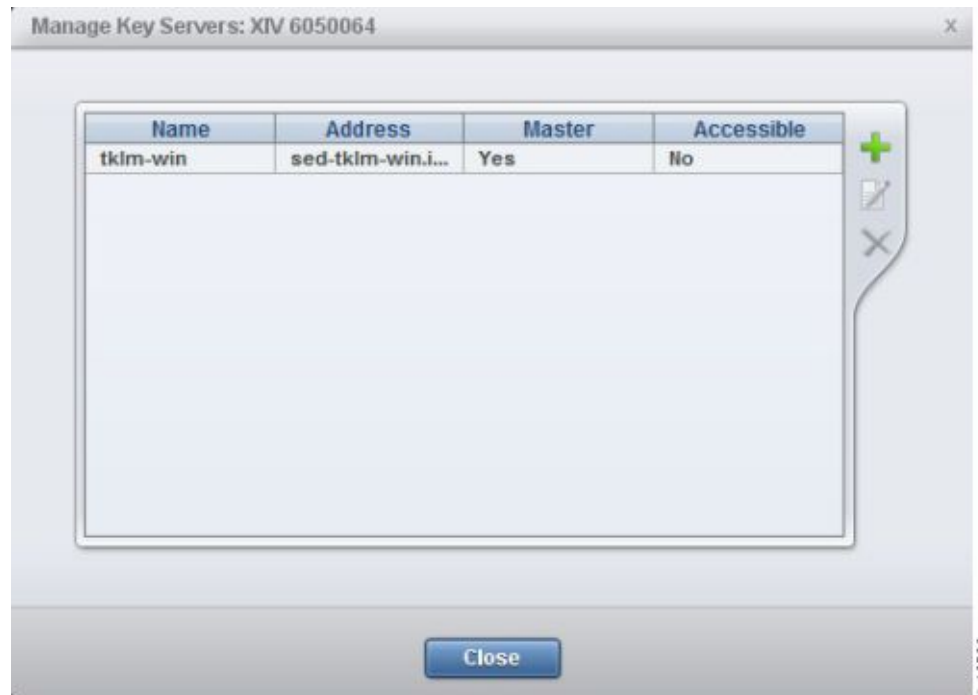 Manage Key Servers: XIV 6050064 x
Name Address Master Accessible
tklm-win sed-tklm-win.i... Yes No
Close